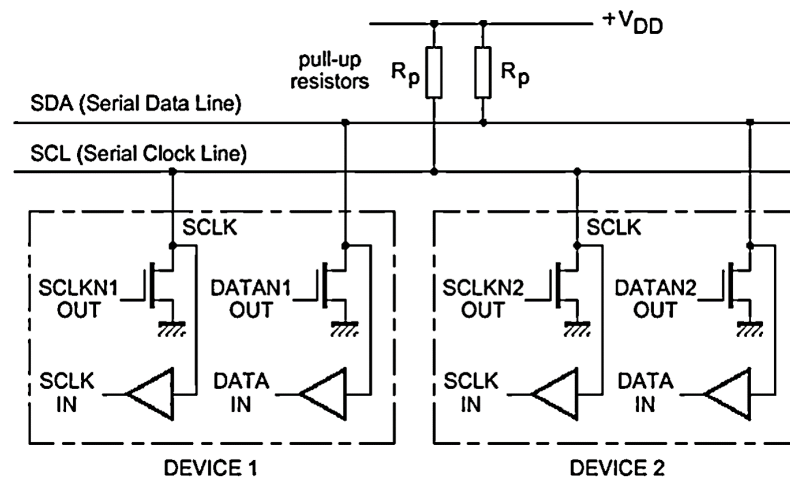 +VDD
pull-up
resistors
Rp
Rp
SDA (Serial Data Line)
SCL (Serial Clock Line)
SCLK
SCLKN1
OUT
DATAN1
OUT
SCLK
IN
DATA
IN
DEVICE 1
SCLK
SCLKN2
OUT
DATAN2
OUT
SCLK
IN
DATA
IN
DEVICE 2